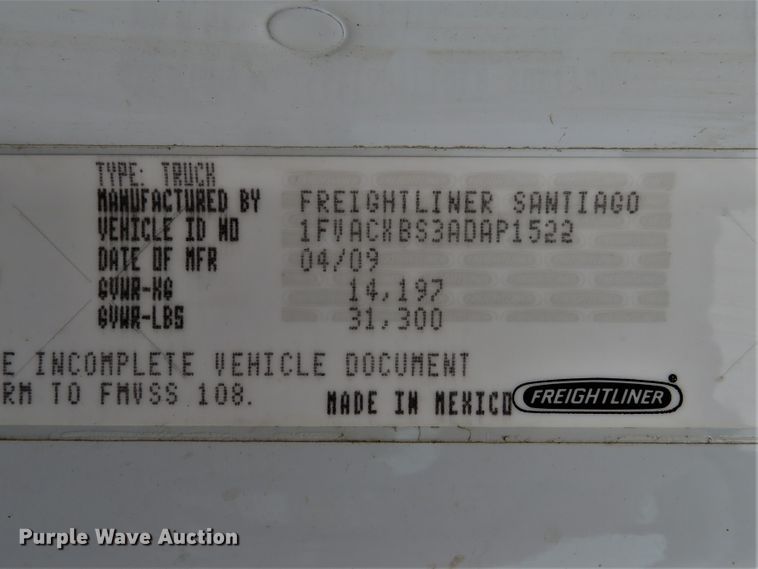 TYPE: TRUCK
MANUFACTURED BY FREIGHTLINER SANTIAGO
VEHICLE ID NO 1FVACXBS3ADAP1522
DATE OF MFR 04/09
GVWR-KG 14,197
GVWR-LBS 31,300
E INCOMPLETE VEHICLE DOCUMENT
RM TO FMVSS 108.
MADE IN MEXICO FREIGHTLINER
Purple Wave Auction